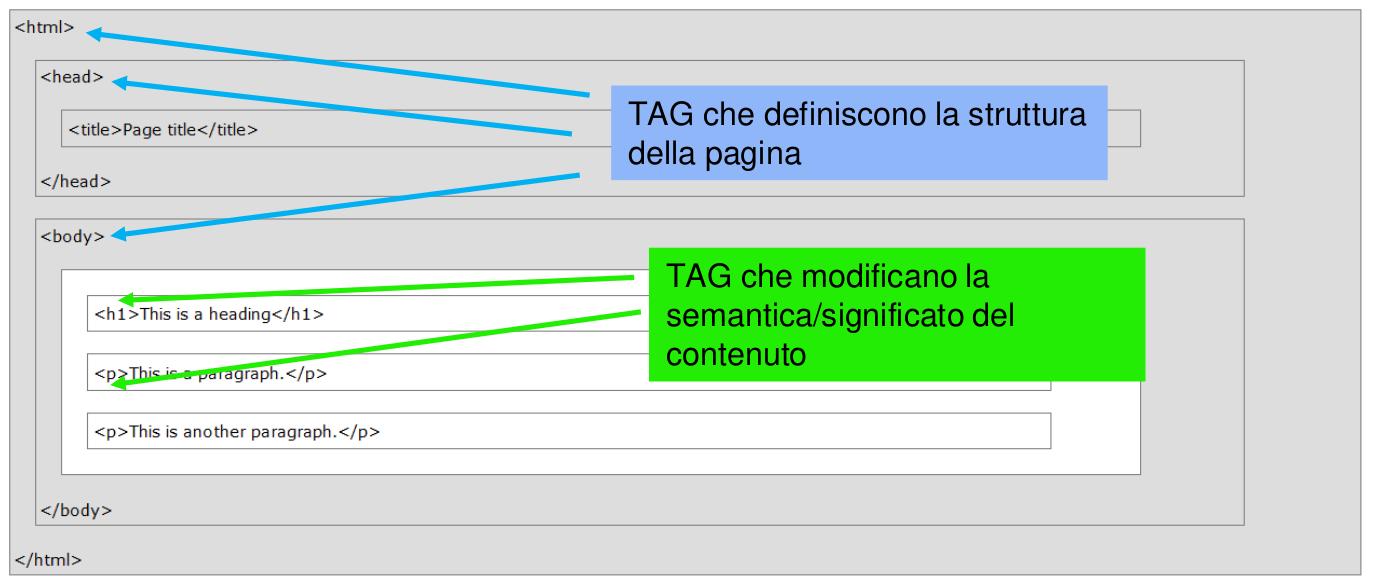 <html>
<head>
<title>Page title</title>
</head>
TAG che definiscono la struttura
della pagina
<body>
<h1>This is a heading</h1>
<p>This is a paragraph.</p>
<p>This is another paragraph.</p>
TAG che modificano la
semantica/significato del
contenuto
</body>
</html>